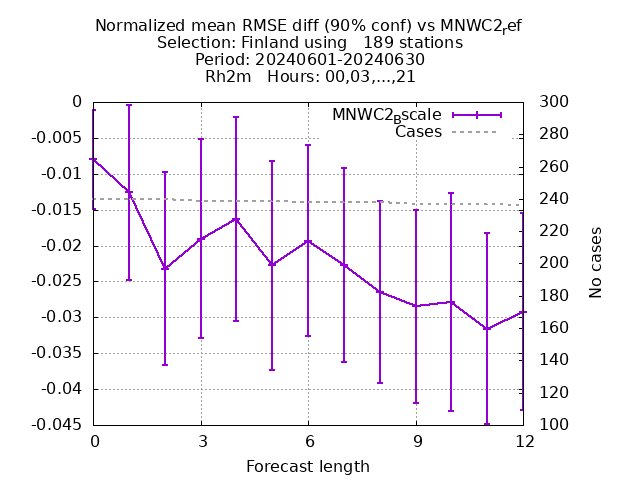 Normalized mean RMSE diff (90% conf) vs MNWC2ref
Selection: Finland using   189 stations
Period: 20240601-20240630
Rh2m   Hours: 00,03,...,21
MNWC2Bscale
Cases
0
-0.005
-0.01
-0.015
-0.02
-0.025
-0.03
-0.035
-0.04
-0.045
300
280
260
240
220
200
180
160
140
120
100
No cases
0 3 6 9 12
Forecast length